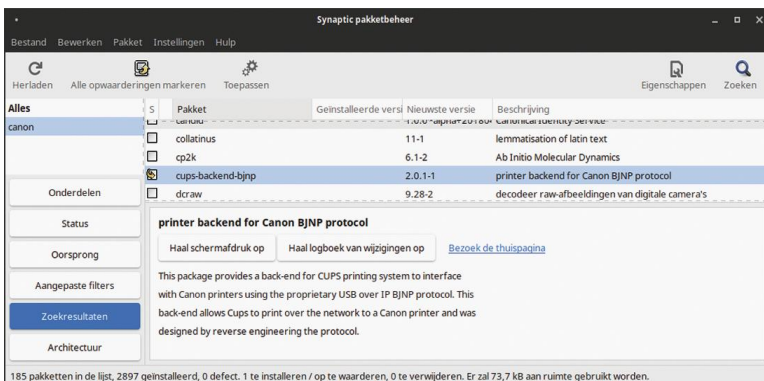 Synaptic pakketbeheer
Bestand Bewerken Pakket Instellingen Hulp
Herladen Alle opwaarderingen markeren Toepassen Eigenschappen Zoeken
Alles
canon
S Pakket Geïnstalleerde versi Nieuwste versie Beschrijving
collatinus 11-1 lemmatisation of latin text
cp2k 6.1-2 Ab Initio Molecular Dynamics
cups-backend-bjnp 2.0.1-1 printer backend for Canon BJNP protocol
dcraw 9.28-2 decodeer raw-afbeeldingen van digitale camera's
Onderdelen
Status
Oorsprong
Aangepaste filters
Zoekresultaten
Architectuur
printer backend for Canon BJNP protocol
Haal schermafdruk op Haal logboek van wijzigingen op Bezoek de thuispagina
This package provides a back-end for CUPS printing system to interface
with Canon printers using the proprietary USB over IP BJNP protocol. This
back-end allows Cups to print over the network to a Canon printer and was
designed by reverse engineering the protocol.
185 pakketten in de lijst, 2897 geïnstalleerd, 0 defect. 1 te installeren / op te waarderen, 0 te verwijderen. Er zal 73,7 kB aan ruimte gebruikt worden.